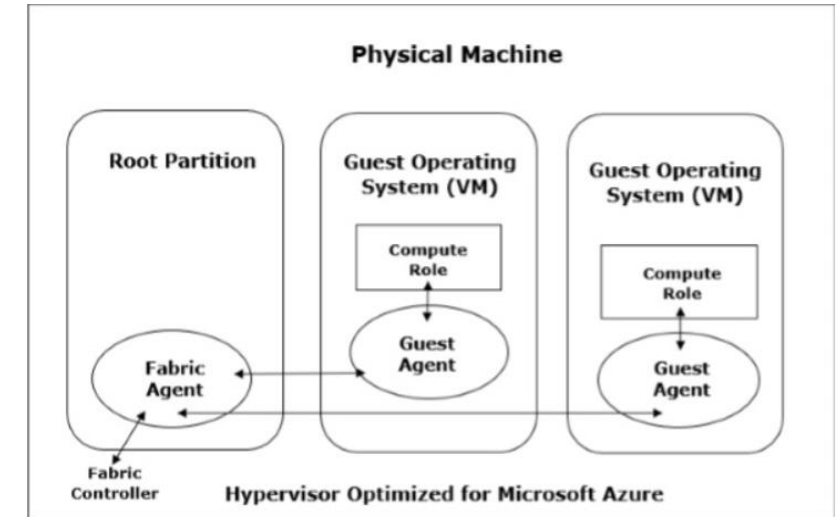 Physical Machine
Root Partition
Fabric
Agent
Fabric
Controller
Guest Operating
System (VM)
Compute
Role
Guest
Agent
Guest Operating
System (VM)
Compute
Role
Guest
Agent
Hypervisor Optimized for Microsoft Azure